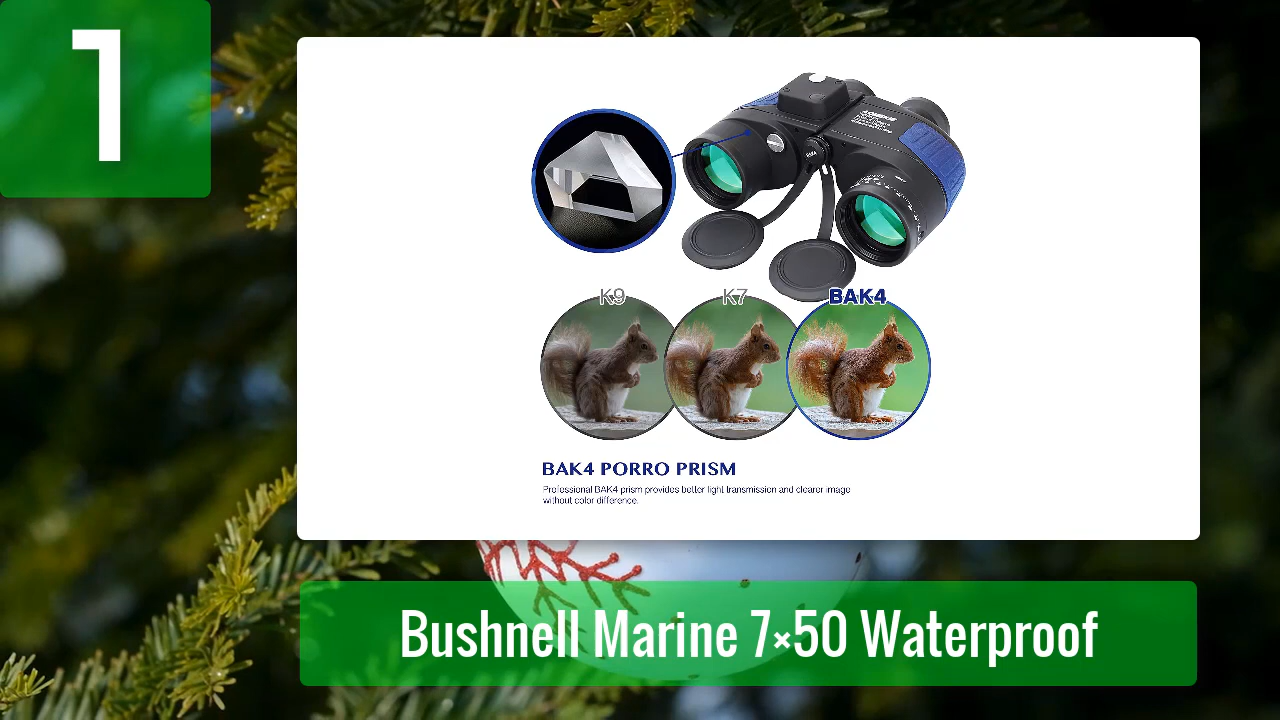 1
K9
K7
BAK4
BAK4 PORRO PRISM
Professional BAK4 prism provides better light transmission and clearer image
without color difference.
Bushnell Marine 7×50 Waterproof